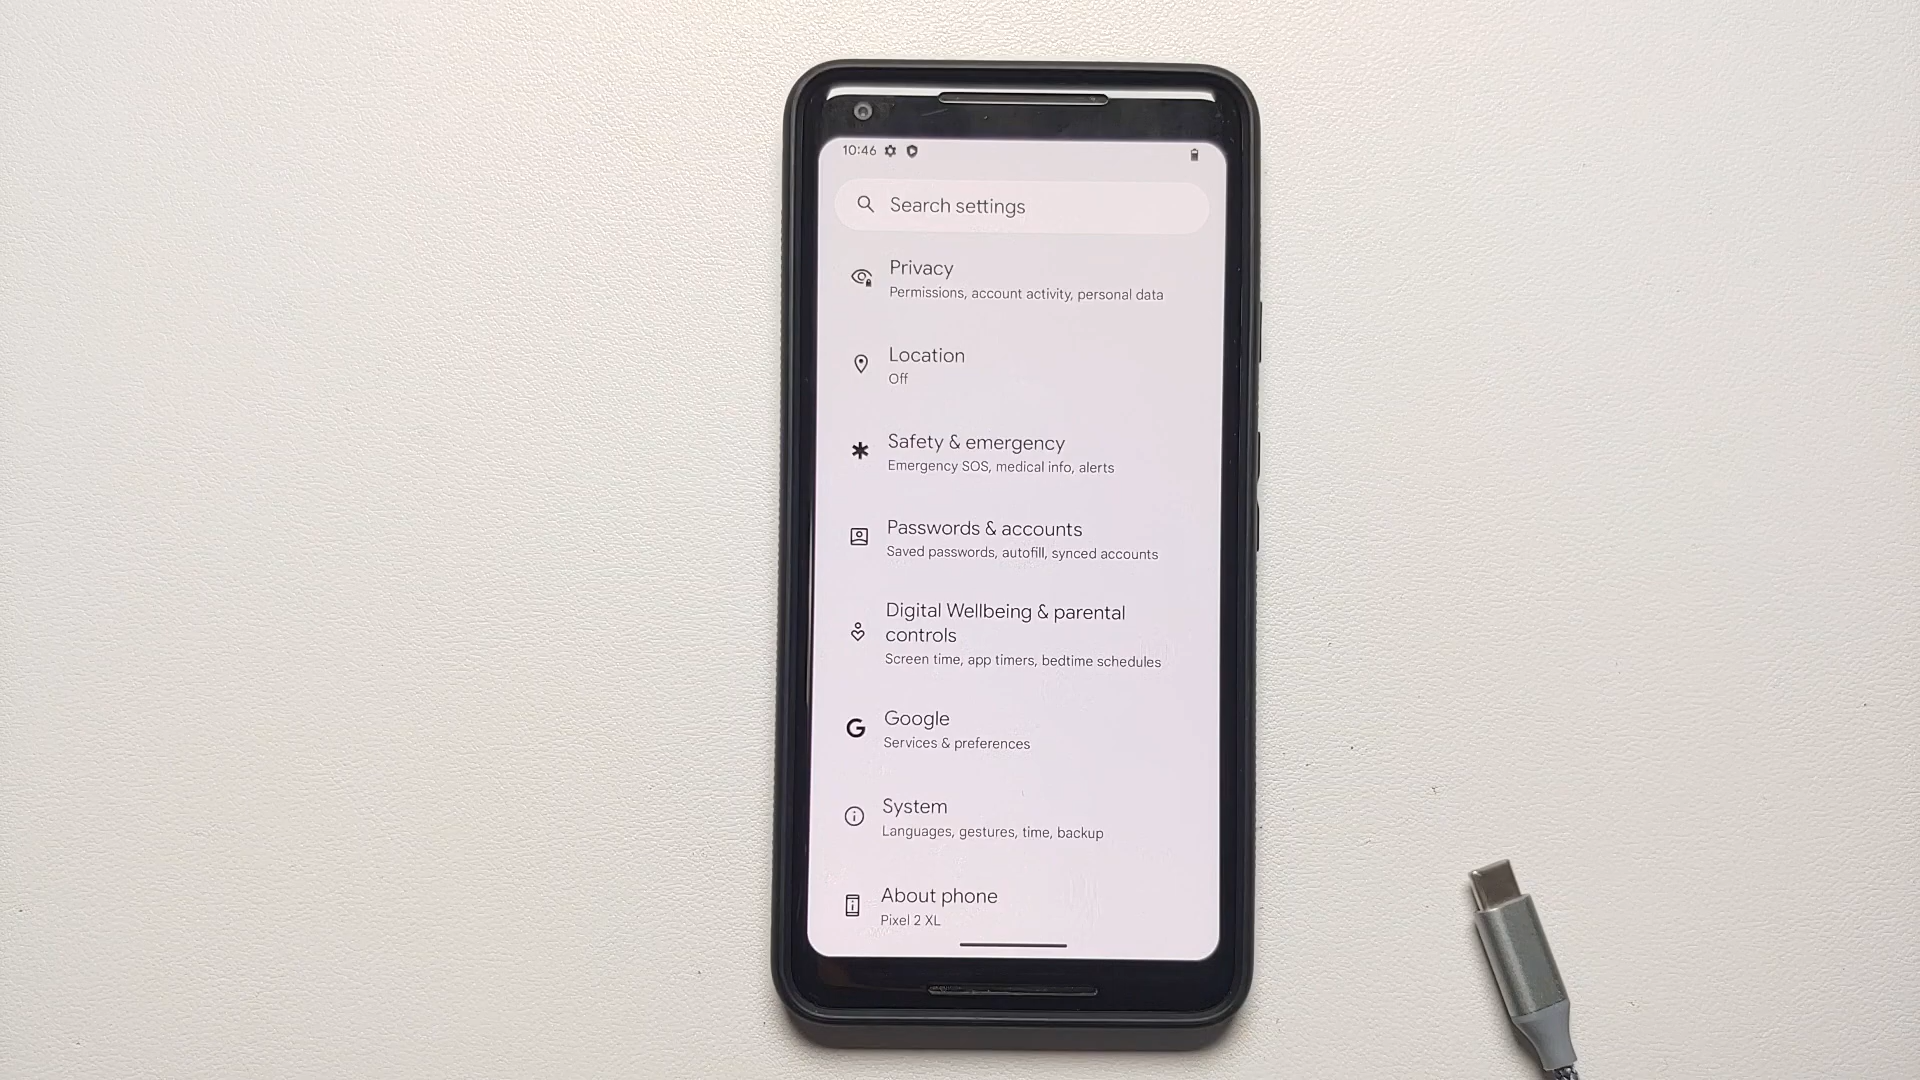 10:46
Search settings
Privacy
Permissions, account activity, personal data
Location
Off
Safety & emergency
Emergency SOS, medical info, alerts
Passwords & accounts
Saved passwords, autofill, synced accounts
Digital Wellbeing & parental
controls
Screen time, app timers, bedtime schedules
Google
Services & preferences
System
Languages, gestures, time, backup
About phone
Pixel 2 XL